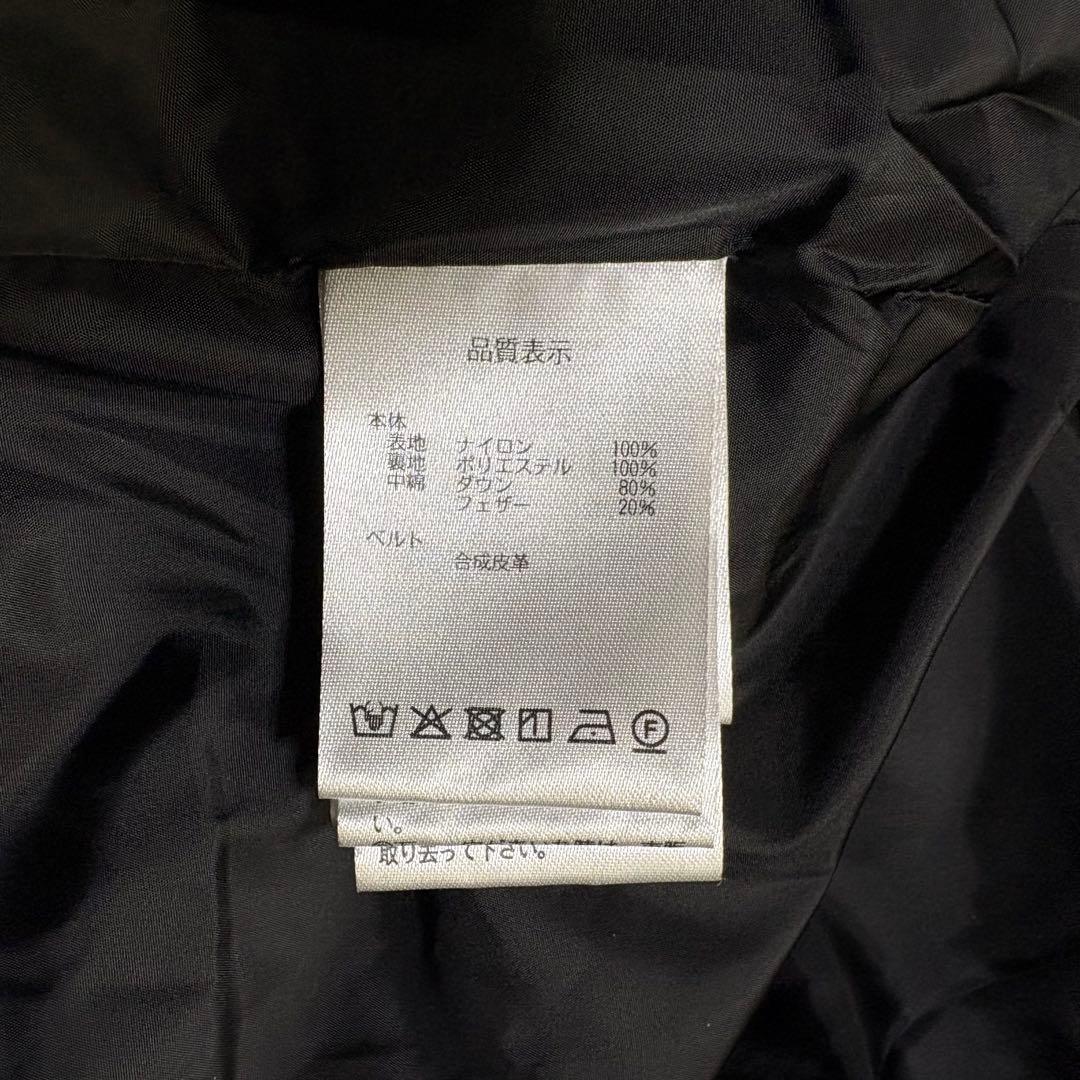 品質表示
本体
表地 ナイロン 100%
裏地 ポリエステル 100%
中綿 ダウン 80%
フェザー 20%
ベルト
合成皮革
F
い。
取り去って下さい。